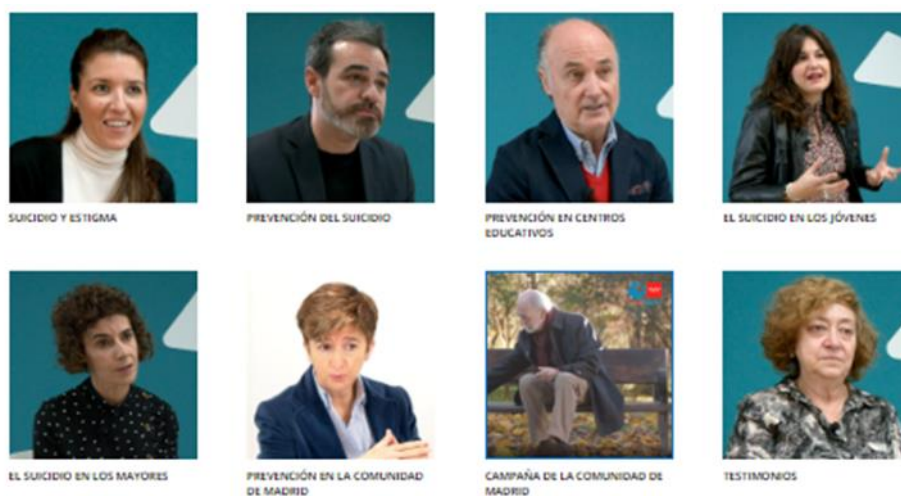 SUICIDIO Y ESTIGMA
PREVENCIÓN DEL SUICIDIO
PREVENCIÓN EN CENTROS
EDUCATIVOS
EL SUICIDIO EN LOS JÓVENES
EL SUICIDIO EN LOS MAYORES
PREVENCIÓN EN LA COMUNIDAD
DE MADRID
CAMPAÑA DE LA COMUNIDAD DE
MADRID
TESTIMONIOS